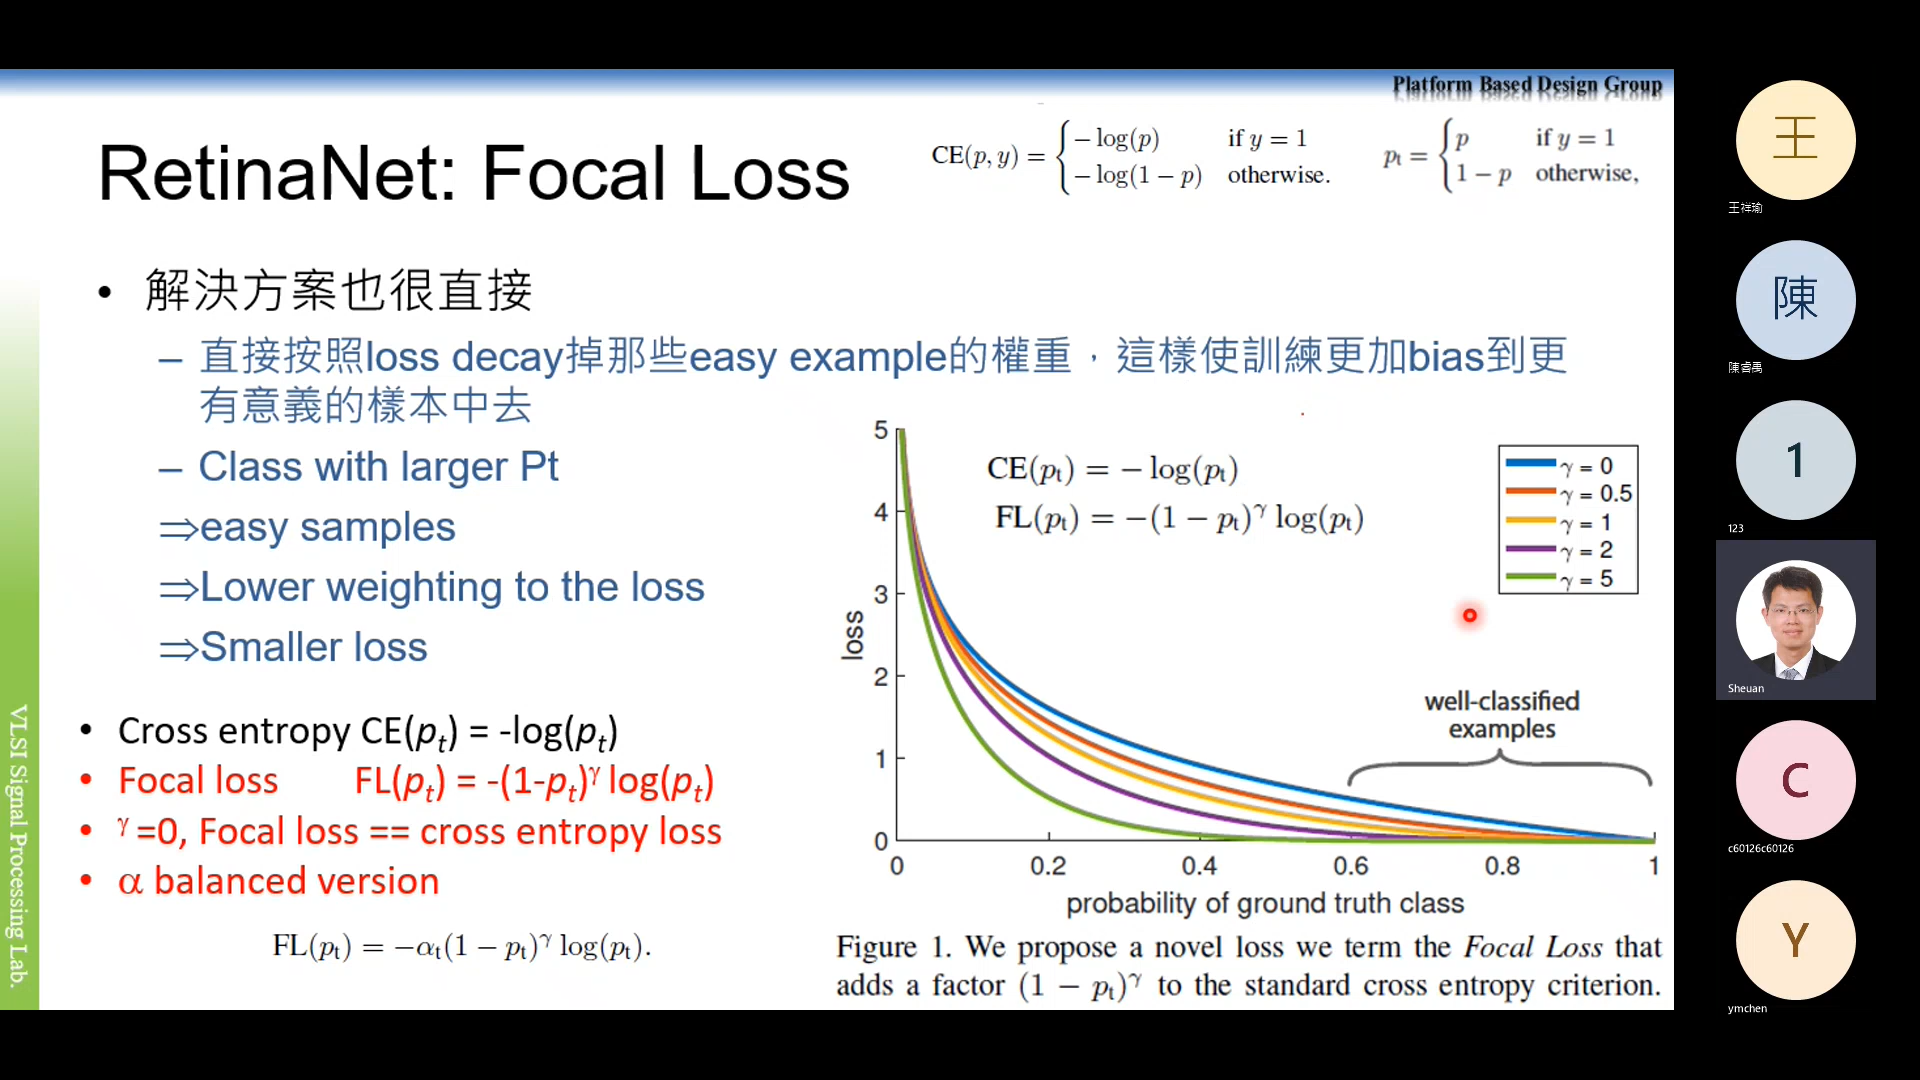 Platform Based Design Group
RetinaNet: Focal Loss
CE(p, y) = { − log(p) if y = 1
− log(1 − p) otherwise.
pt = { p if y = 1
1 − p otherwise,
• 解決方案也很直接
– 直接按照loss decay掉那些easy example的權重，這樣使訓練更加bias到更
有意義的樣本中去
– Class with larger Pt
⇒easy samples
⇒Lower weighting to the loss
⇒Smaller loss
• Cross entropy CE(pt) = -log(pt)
• Focal loss FL(pt) = -(1-pt)^γ log(pt)
• γ =0, Focal loss == cross entropy loss
• α balanced version
FL(pt) = −αt(1 − pt)^γ log(pt).
CE(pt) = − log(pt)
FL(pt) = −(1 − pt)^γ log(pt)
γ = 0
γ = 0.5
γ = 1
γ = 2
γ = 5
well-classified
examples
loss
5
4
3
2
1
0
0 0.2 0.4 0.6 0.8 1
probability of ground truth class
Figure 1. We propose a novel loss we term the Focal Loss that
adds a factor (1 − pt)^γ to the standard cross entropy criterion.
VLSI Signal Processing Lab.
王
王祥瑜
陳
陳睿禹
1
123
Sheuan
C
c60126c60126
Y
ymchen